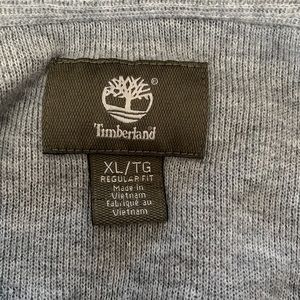 ®
Timberland
XL/TG
REGULAR FIT
Made in
Vietnam
Fabriqué au
Vietnam